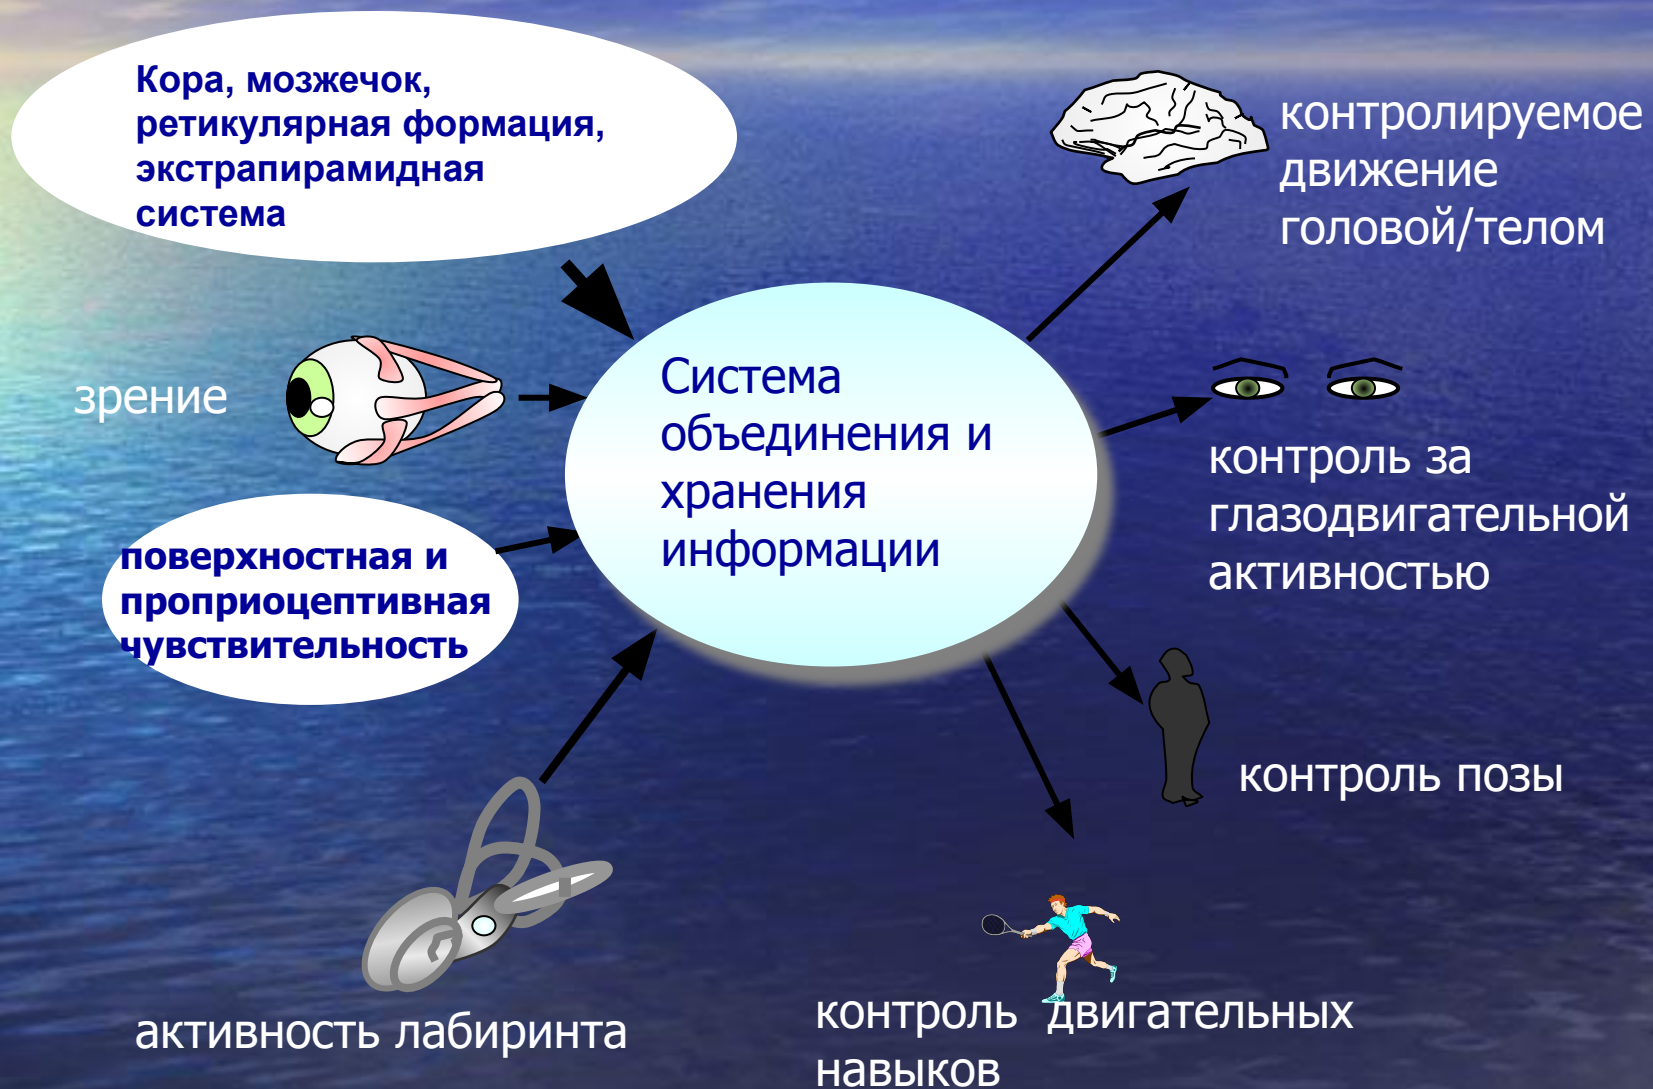 Кора, мозжечок,
ретикулярная формация,
экстрапирамидная
система
зрение
поверхностная и
проприоцептивная
чувствительность
активность лабиринта
Система
объединения и
хранения
информации
контролируемое
движение
головой/телом
контроль за
глазодвигательной
активностью
контроль позы
контроль двигательных
навыков